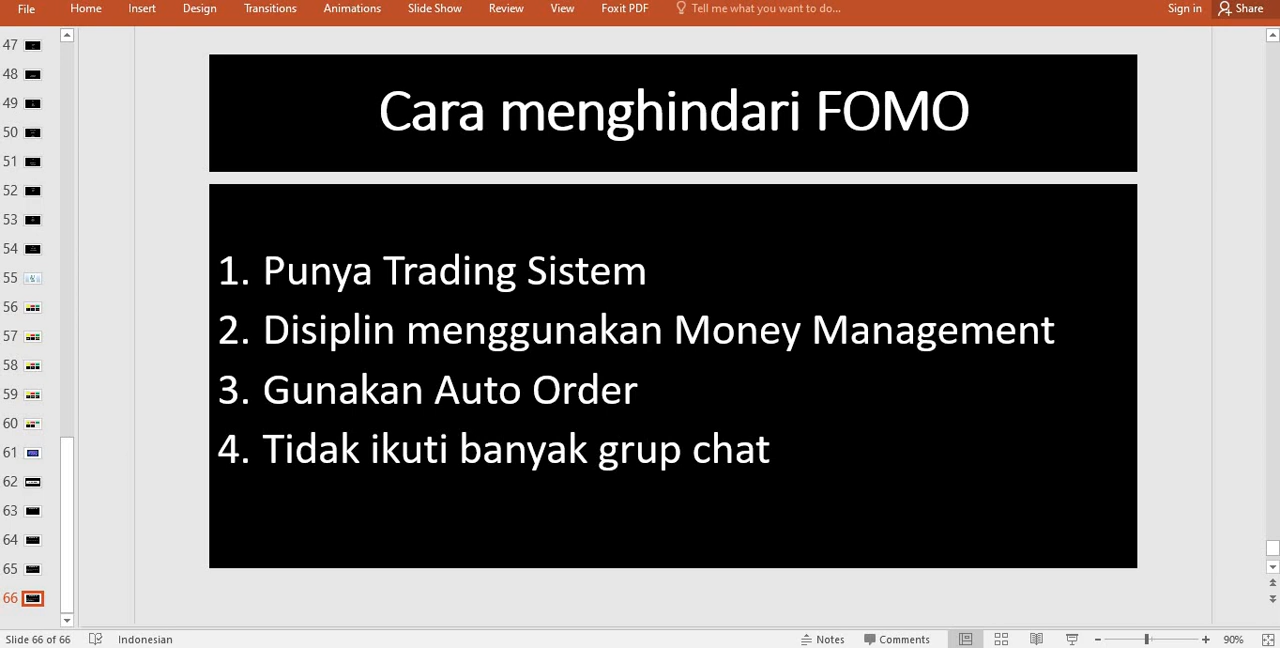 File Home Insert Design Transitions Animations Slide Show Review View Foxit PDF Tell me what you want to do... Sign in Share
47
48
49
50
51
52
53
54
55
56
57
58
59
60
61
62
63
64
65
66
Cara menghindari FOMO
1. Punya Trading Sistem
2. Disiplin menggunakan Money Management
3. Gunakan Auto Order
4. Tidak ikuti banyak grup chat
Slide 66 of 66 Indonesian Notes Comments 90%